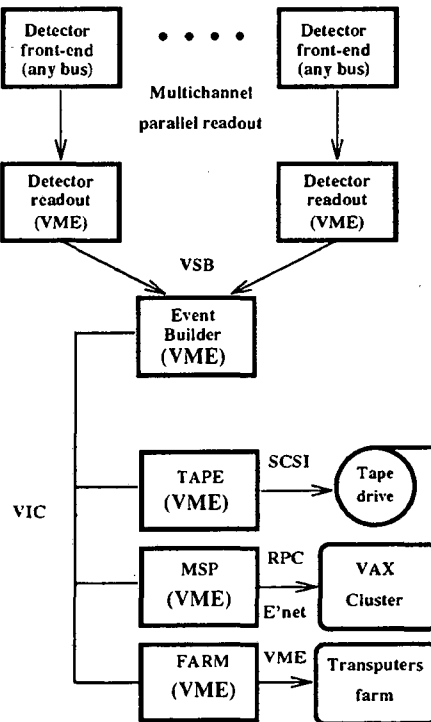 Detector
front-end
(any bus)
Detector
front-end
(any bus)
Multichannel
parallel readout
Detector
readout
(VME)
Detector
readout
(VME)
VSB
Event
Builder
(VME)
VIC
TAPE
(VME)
SCSI
Tape
drive
MSP
(VME)
RPC
E'net
VAX
Cluster
FARM
(VME)
VME
Transputers
farm